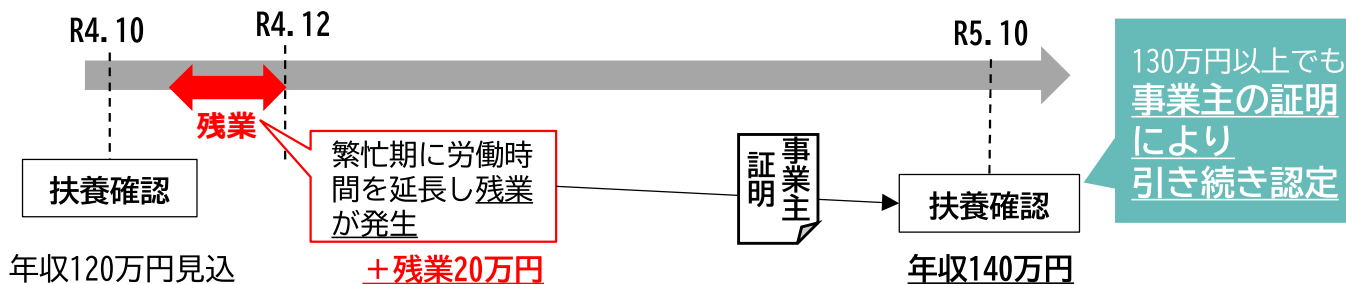 R4.10
R4.12
R5.10
130万円以上でも
事業主の証明
により
引き続き認定
残業
繁忙期に労働時
間を延長し残業
が発生
事業主
証明
扶養確認
扶養確認
年収120万円見込
+残業20万円
年収140万円